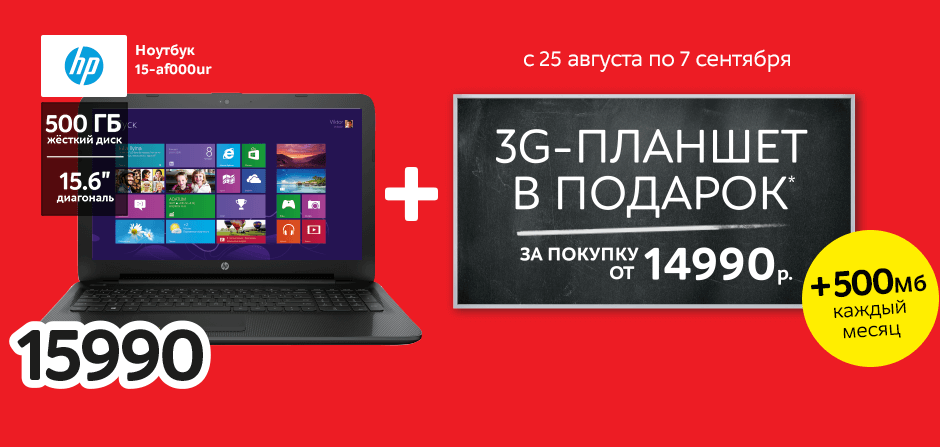 hp
Ноутбук
15-af000ur
500 ГБ
жёсткий диск
15.6"
диагональ
15990
с 25 августа по 7 сентября
3G-ПЛАНШЕТ
В ПОДАРОК*
ЗА ПОКУПКУ
ОТ 14990р.
+500Мб
каждый
месяц